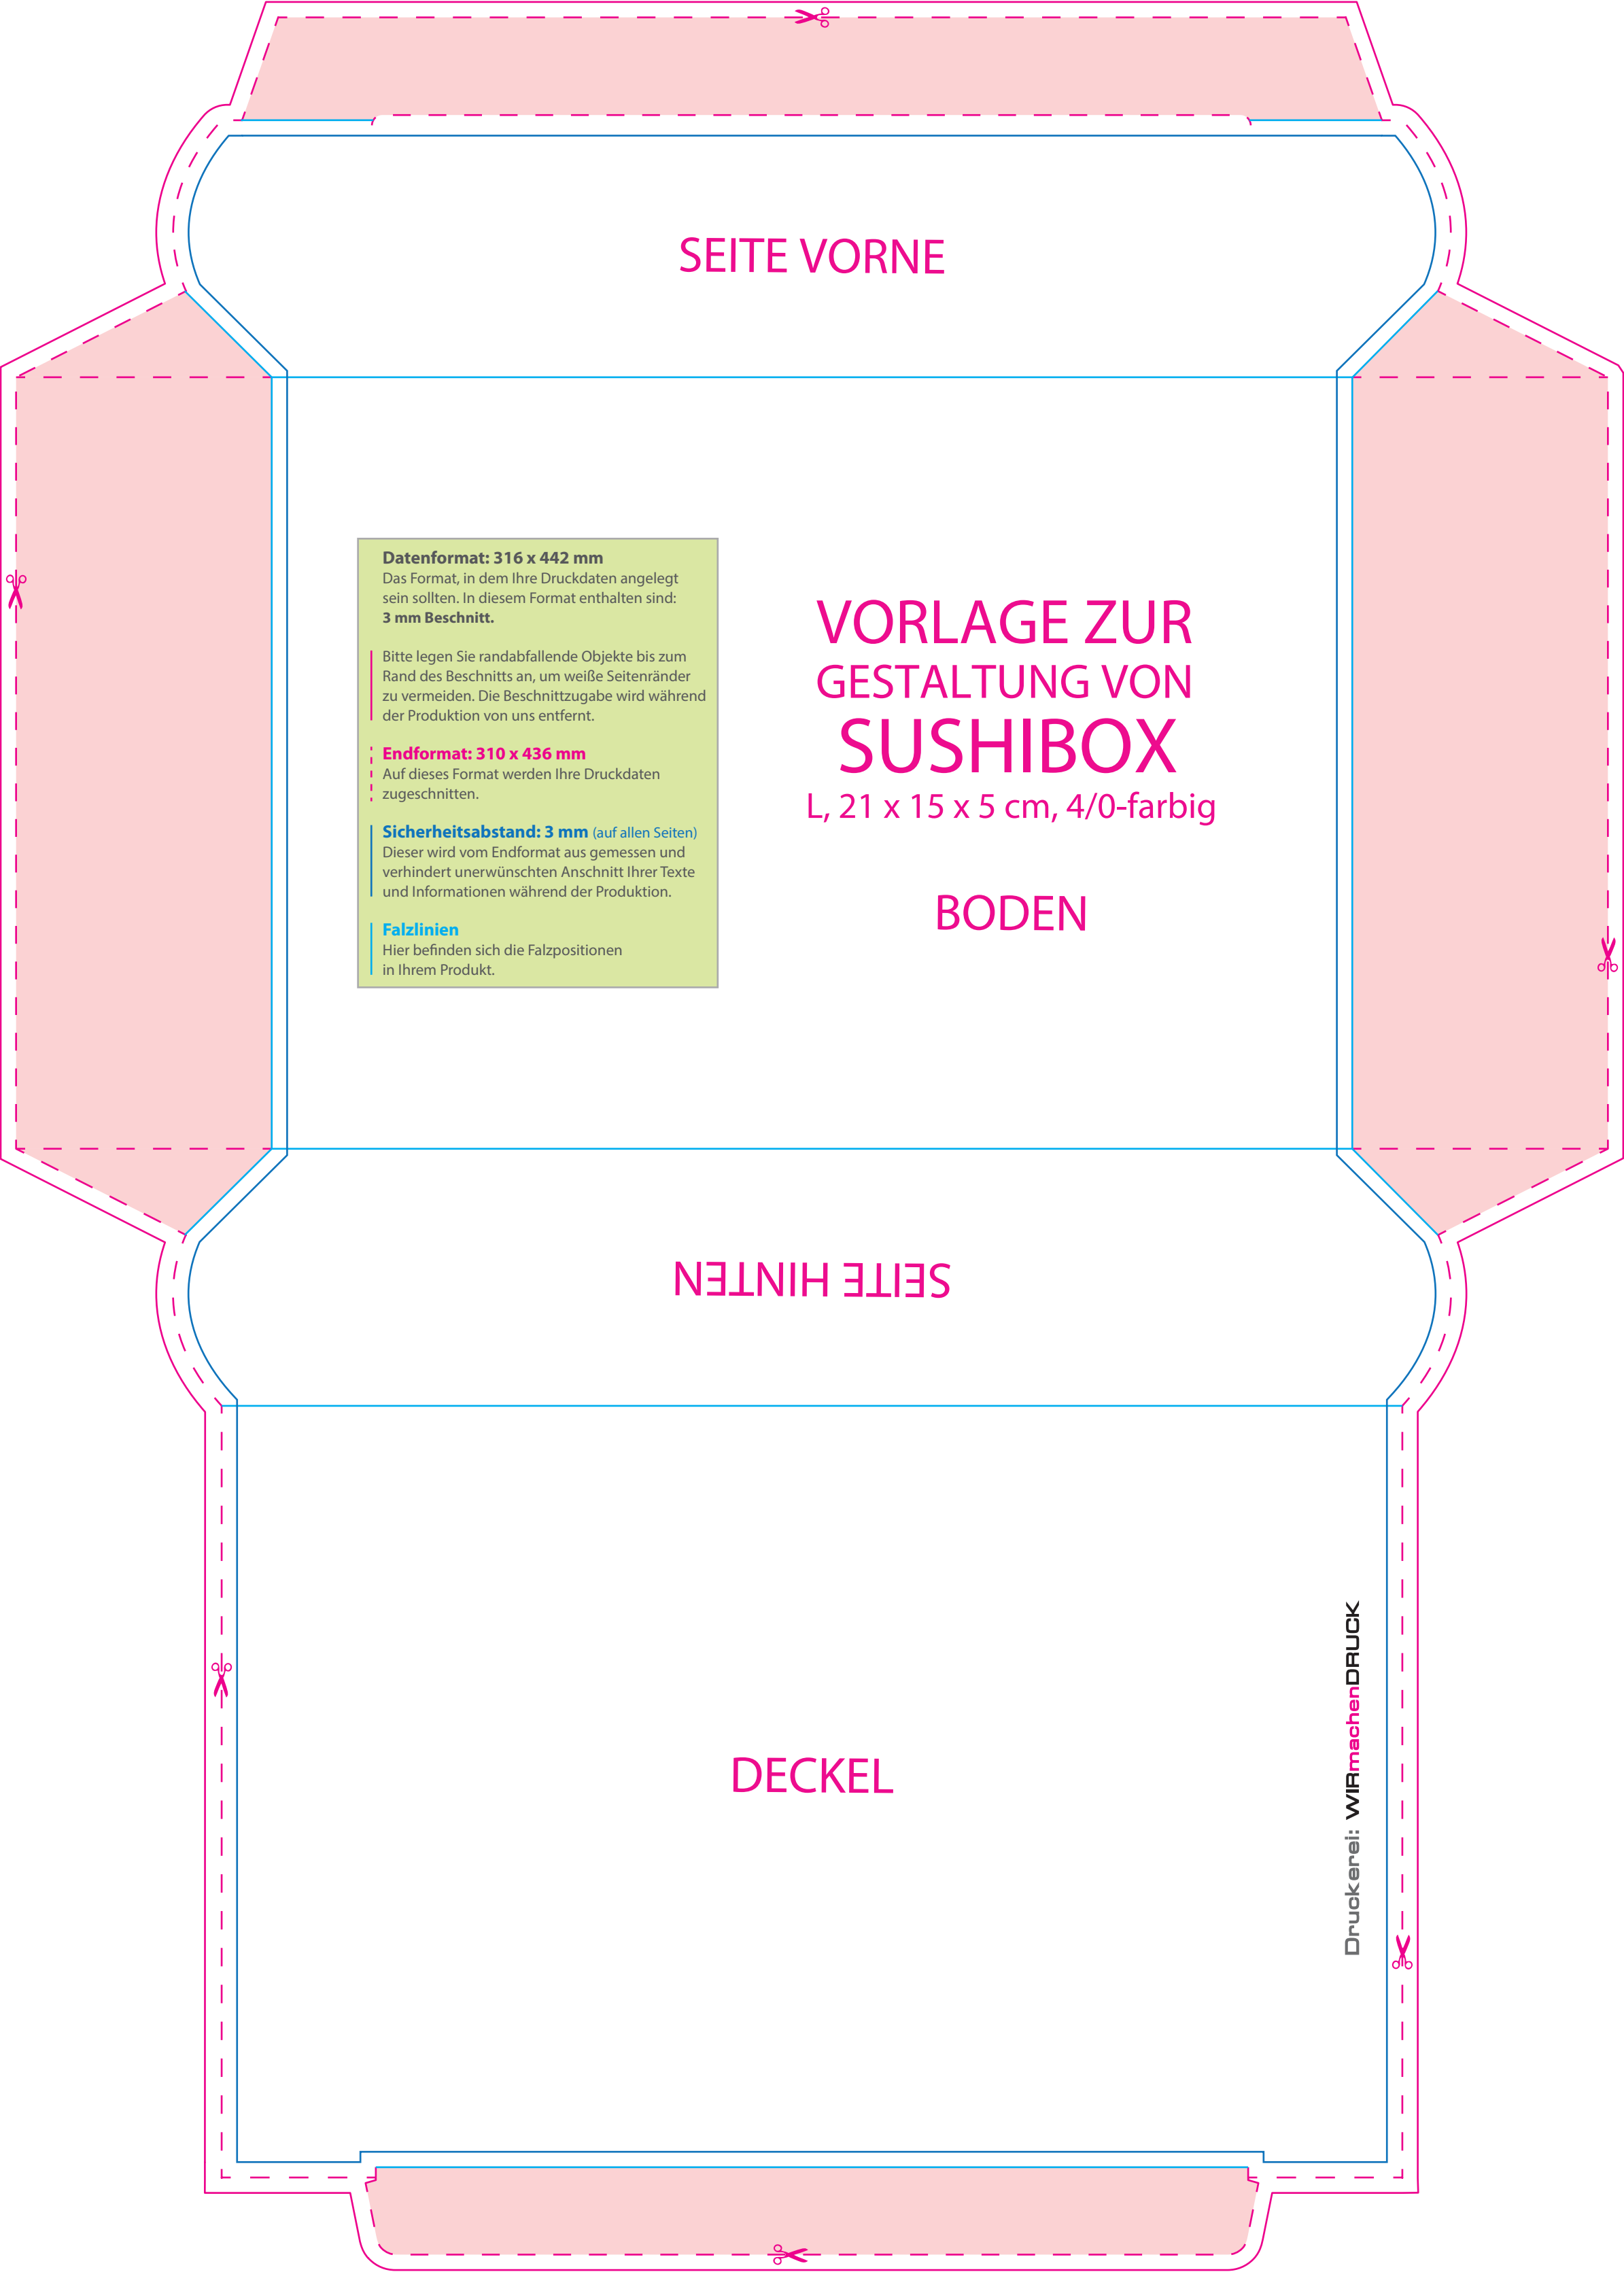 SEITE VORNE
Datenformat: 316 x 442 mm
Das Format, in dem Ihre Druckdaten angelegt
sein sollten. In diesem Format enthalten sind:
3 mm Beschnitt.
Bitte legen Sie randabfallende Objekte bis zum
Rand des Beschnitts an, um weiße Seitenränder
zu vermeiden. Die Beschnittzugabe wird während
der Produktion von uns entfernt.
Endformat: 310 x 436 mm
Auf dieses Format werden Ihre Druckdaten
zugeschnitten.
Sicherheitsabstand: 3 mm (auf allen Seiten)
Dieser wird vom Endformat aus gemessen und
verhindert unerwünschten Anschnitt Ihrer Texte
und Informationen während der Produktion.
Falzlinien
Hier befinden sich die Falzpositionen
in Ihrem Produkt.
VORLAGE ZUR
GESTALTUNG VON
SUSHIBOX
L, 21 x 15 x 5 cm, 4/0-farbig
BODEN
SEITE HINTEN
DECKEL
Druckerei: WIRmachenDRUCK